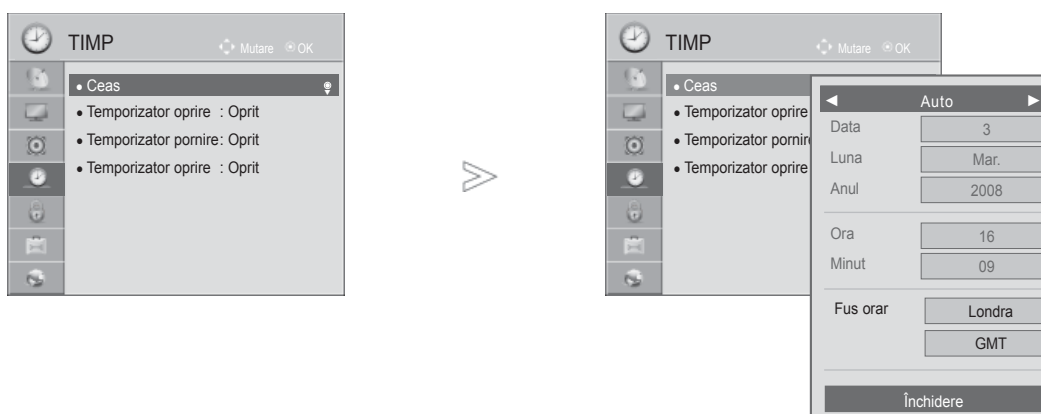 TIMP Mutare OK
• Ceas
• Temporizator oprire : Oprit
• Temporizator pornire : Oprit
• Temporizator oprire : Oprit
TIMP Mutare OK
• Ceas
• Temporizator oprire
• Temporizator pornire
• Temporizator oprire
◄ Auto ►
Data 3
Luna Mar.
Anul 2008
Ora 16
Minut 09
Fus orar Londra
GMT
Închidere